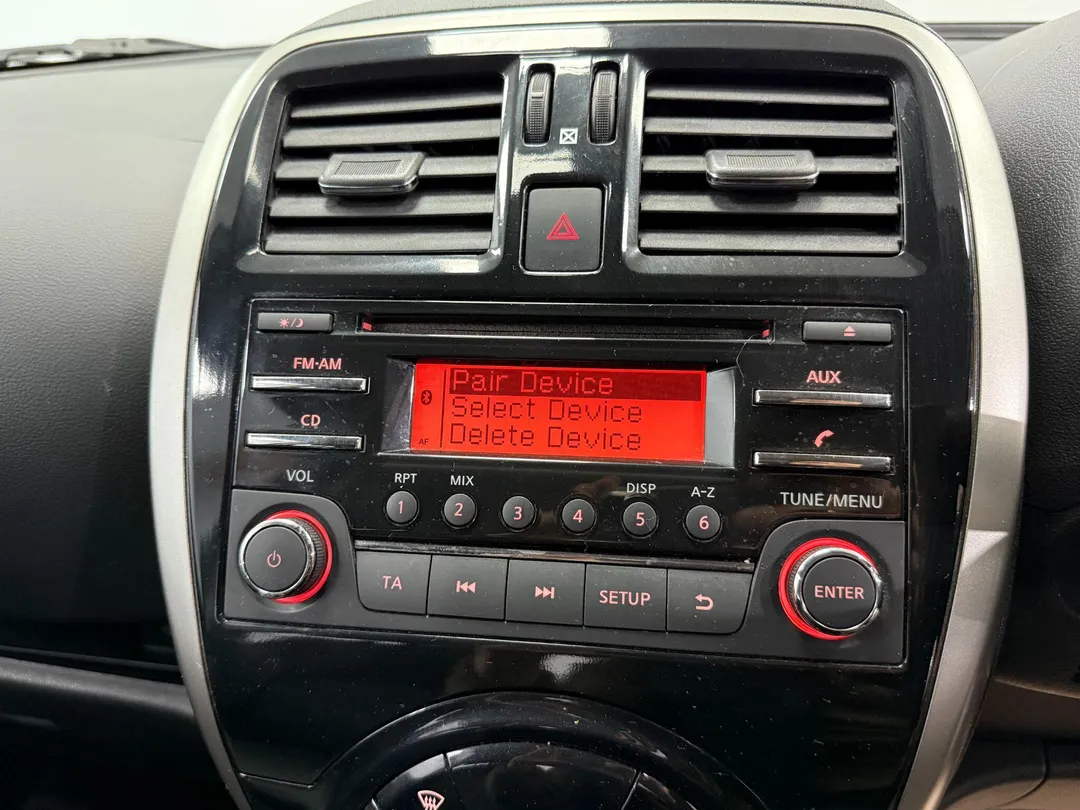 FM·AM
CD
VOL
Pair Device
Select Device
Delete Device
AF
AUX
TUNE/MENU
RPT
MIX
DISP
A-Z
1
2
3
4
5
6
TA
SETUP
ENTER